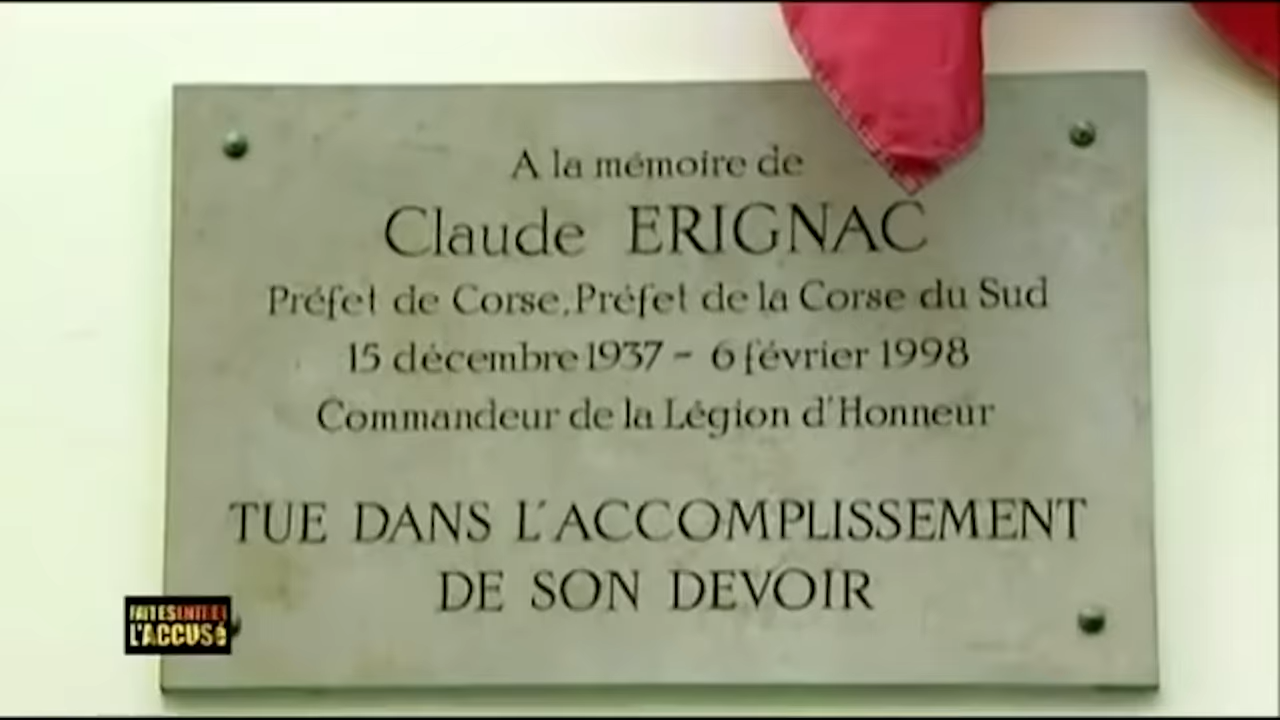 A la mémoire de
Claude ERIGNAC
Préfet de Corse, Préfet de la Corse du Sud
15 décembre 1937 - 6 février 1998
Commandeur de la Légion d'Honneur
TUE DANS L'ACCOMPLISSEMENT
DE SON DEVOIR
FAITES ENTRER
L'ACCUSÉ